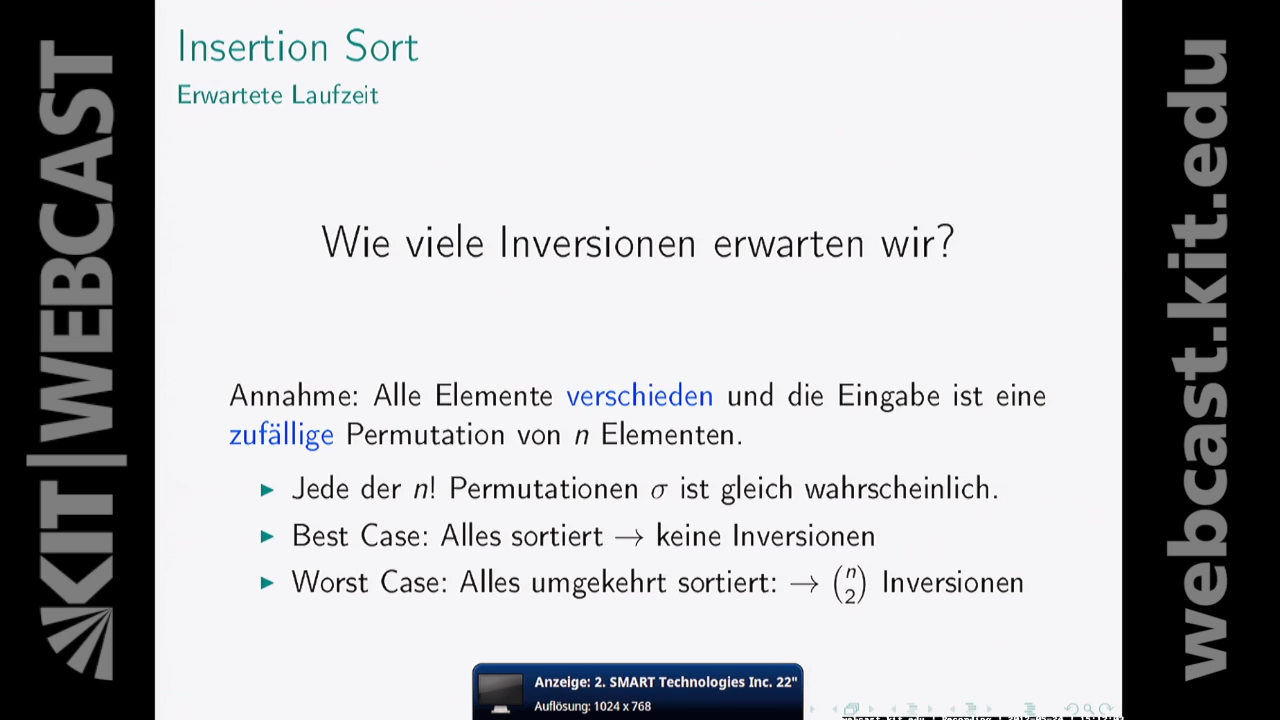 Insertion Sort
Erwartete Laufzeit
Wie viele Inversionen erwarten wir?
Annahme: Alle Elemente verschieden und die Eingabe ist eine
zufällige Permutation von n Elementen.
► Jede der n! Permutationen σ ist gleich wahrscheinlich.
► Best Case: Alles sortiert → keine Inversionen
► Worst Case: Alles umgekehrt sortiert: → (n 2) Inversionen
Anzeige: 2. SMART Technologies Inc. 22"
Auflösung: 1024 x 768
KIT | WEBCAST
webcast.kit.edu